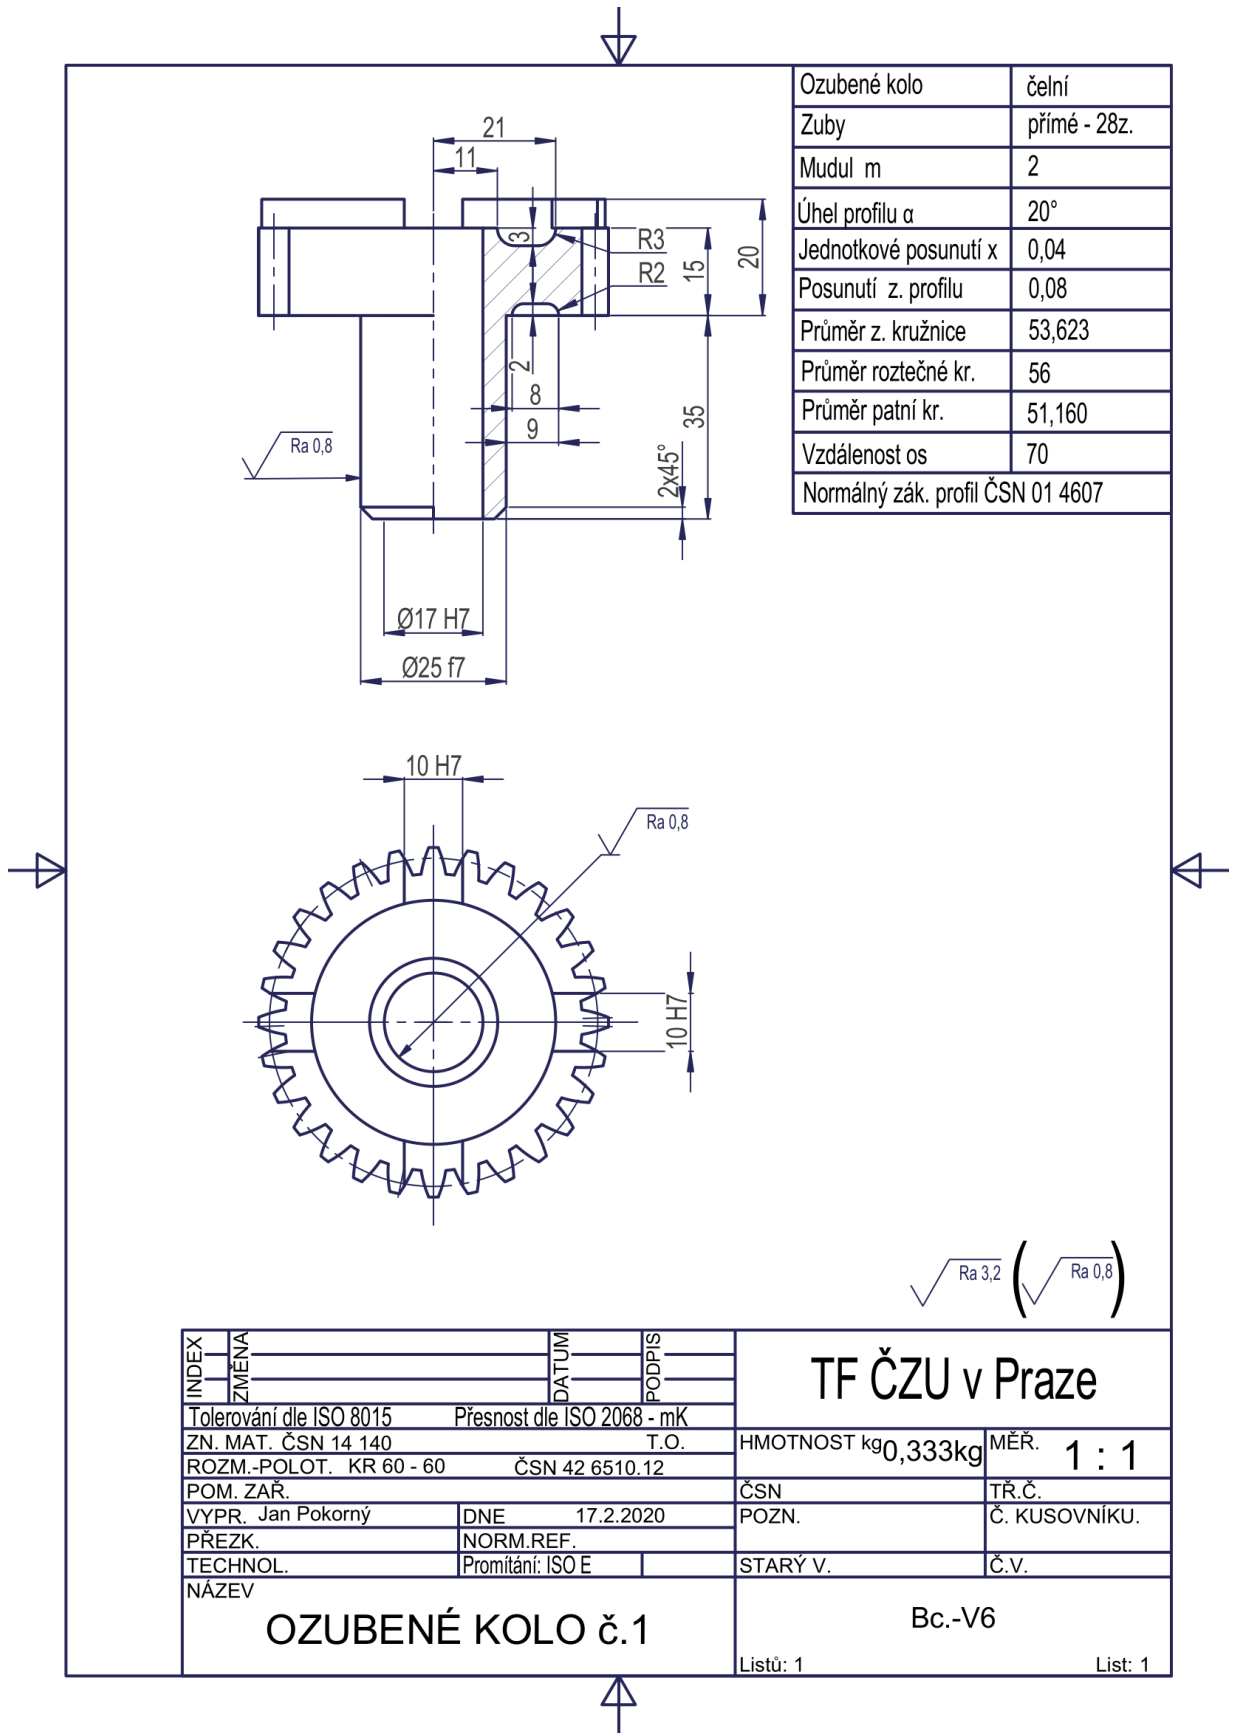 Ozubené kolo čelní
Zuby přímé - 28z.
Mudul m 2
Úhel profilu α 20°
Jednotkové posunutí x 0,04
Posunutí z. profilu 0,08
Průměr z. kružnice 53,623
Průměr roztečné kr. 56
Průměr patní kr. 51,160
Vzdálenost os 70
Normálný zák. profil ČSN 01 4607
21
11
3
R3
R2
15
20
2
8
9
35
2x45°
Ra 0,8
Ø17 H7
Ø25 f7
10 H7
Ra 0,8
10 H7
Ra 3,2 (Ra 0,8)
INDEX ZMĚNA DATUM PODPIS
TF ČZU v Praze
Tolerování dle ISO 8015 Přesnost dle ISO 2068 - mK
ZN. MAT. ČSN 14 140 T.O.
HMOTNOST kg 0,333kg MĚŘ. 1 : 1
ROZM.-POLOT. KR 60 - 60 ČSN 42 6510.12
POM. ZAŘ.
ČSN TŘ.Č.
VYPR. Jan Pokorný DNE 17.2.2020
POZN. Č. KUSOVNÍKU.
PŘEZK. NORM.REF.
TECHNOL. Promítání: ISO E
STARÝ V. Č.V.
NÁZEV
OZUBENÉ KOLO č.1
Bc.-V6
Listů: 1 List: 1